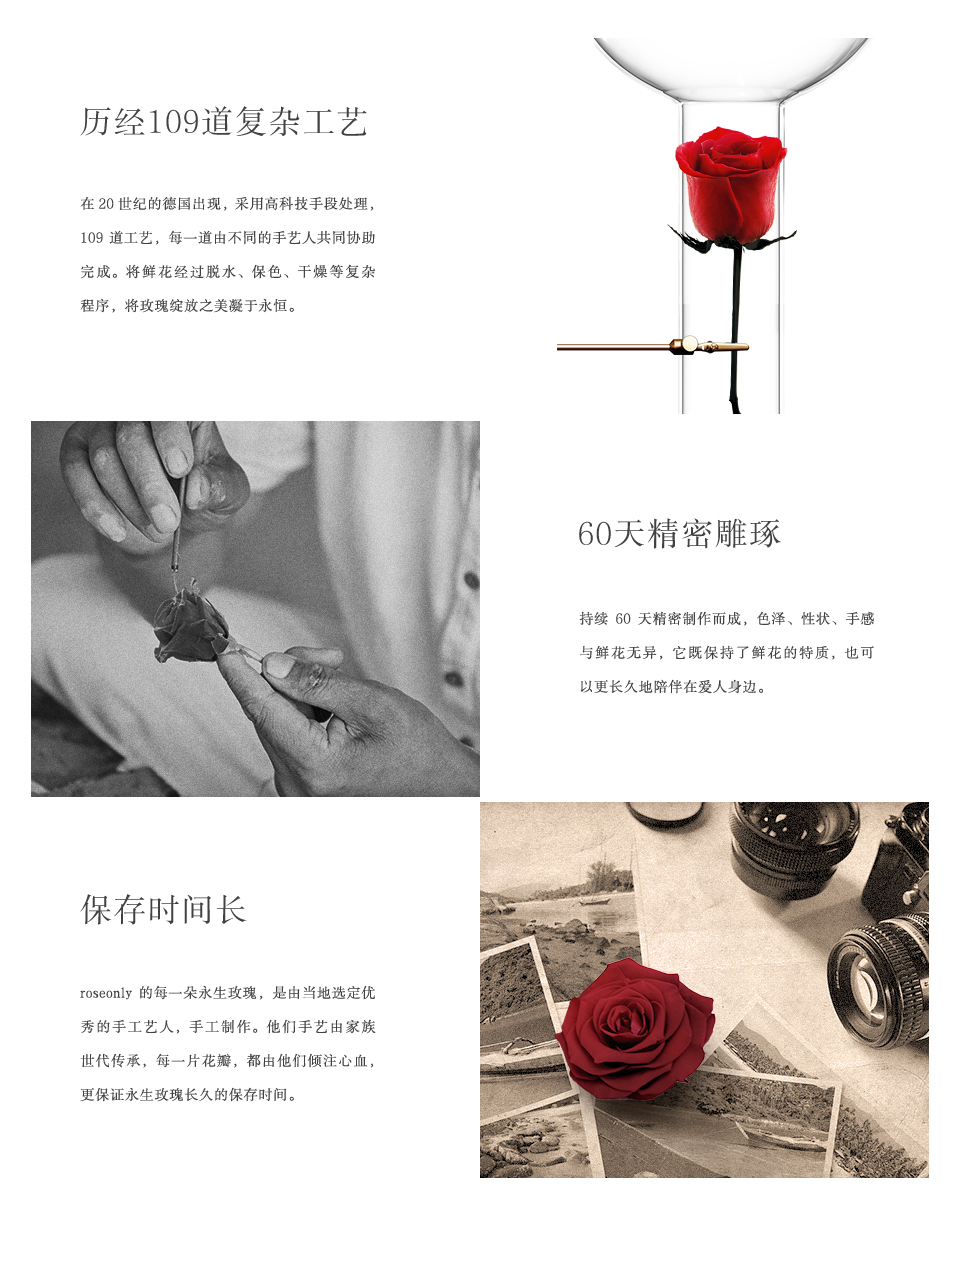 历经109道复杂工艺
在 20 世纪的德国出现，采用高科技手段处理，
109 道工艺，每一道由不同的手艺人共同协助
完成。将鲜花经过脱水、保色、干燥等复杂
程序，将玫瑰绽放之美凝于永恒。
60天精密雕琢
持续 60 天精密制作而成，色泽、性状、手感
与鲜花无异，它既保持了鲜花的特质，也可
以更长久地陪伴在爱人身边。
保存时间长
roseonly 的每一朵永生玫瑰，是由当地选定优
秀的手工艺人，手工制作。他们手艺由家族
世代传承，每一片花瓣，都由他们倾注心血，
更保证永生玫瑰长久的保存时间。